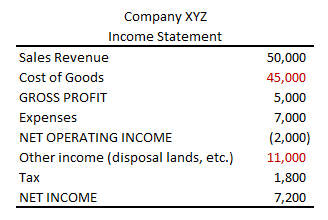 Company XYZ
Income Statement
Sales Revenue 50,000
Cost of Goods 45,000
GROSS PROFIT 5,000
Expenses 7,000
NET OPERATING INCOME (2,000)
Other income (disposal lands, etc.) 11,000
Tax 1,800
NET INCOME 7,200